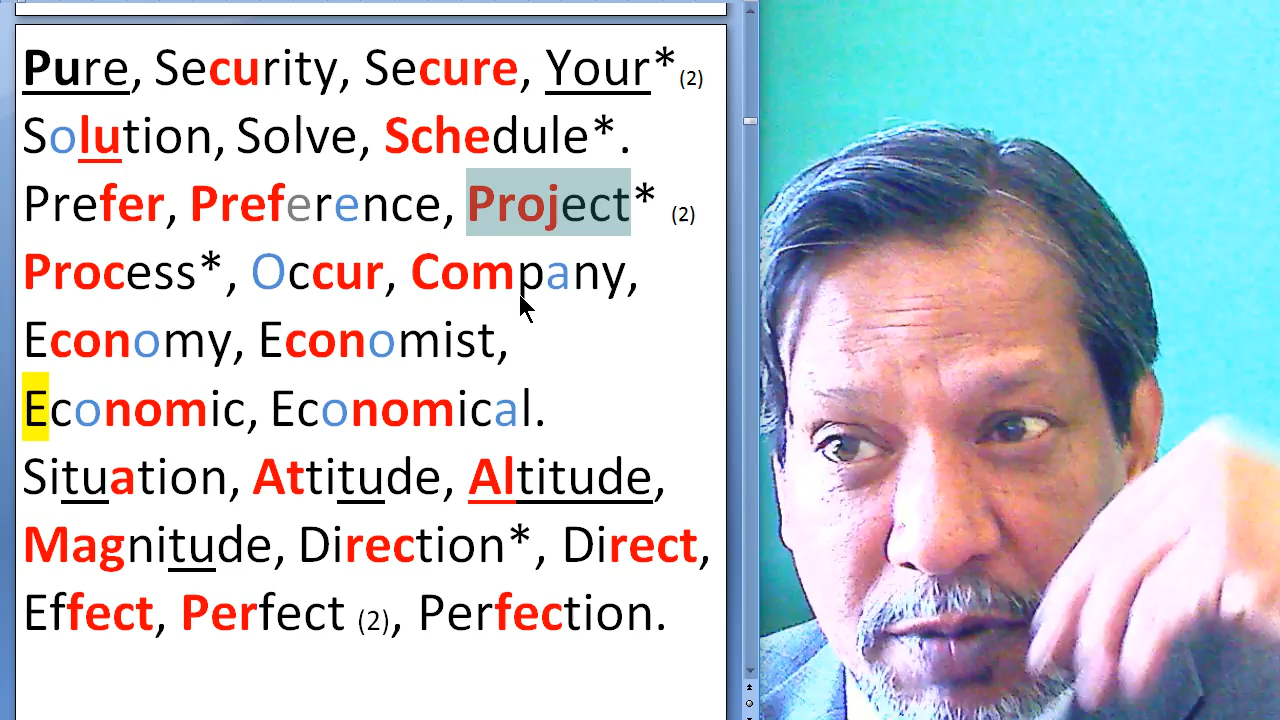 Pure, Security, Secure, Your*(2)
Solution, Solve, Schedule*.
Prefer, Preference, Project* (2)
Process*, Occur, Company,
Economy, Economist,
Economic, Economical.
Situation, Attitude, Altitude,
Magnitude, Direction*, Direct,
Effect, Perfect (2), Perfection.